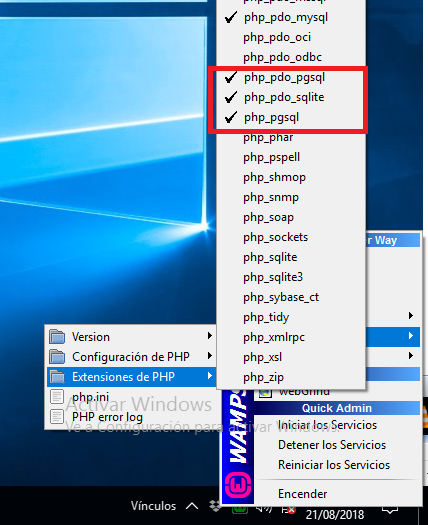 php_pdo_mysql
php_pdo_oci
php_pdo_odbc
php_pdo_pgsql
php_pdo_sqlite
php_pgsql
php_phar
php_pspell
php_shmop
php_snmp
php_soap
php_sockets
php_sqlite
php_sqlite3
php_sybase_ct
php_tidy
php_xmlrpc
php_xsl
php_zip
er Way
Version
Configuración de PHP
Extensiones de PHP
php.ini
PHP error log
webGrind
Quick Admin
Iniciar los Servicios
Detener los Servicios
Reiniciar los Servicios
Encender
WAMPS
Activar Windows
Ve a Configuración para activar Windows.
Vínculos
21/08/2018